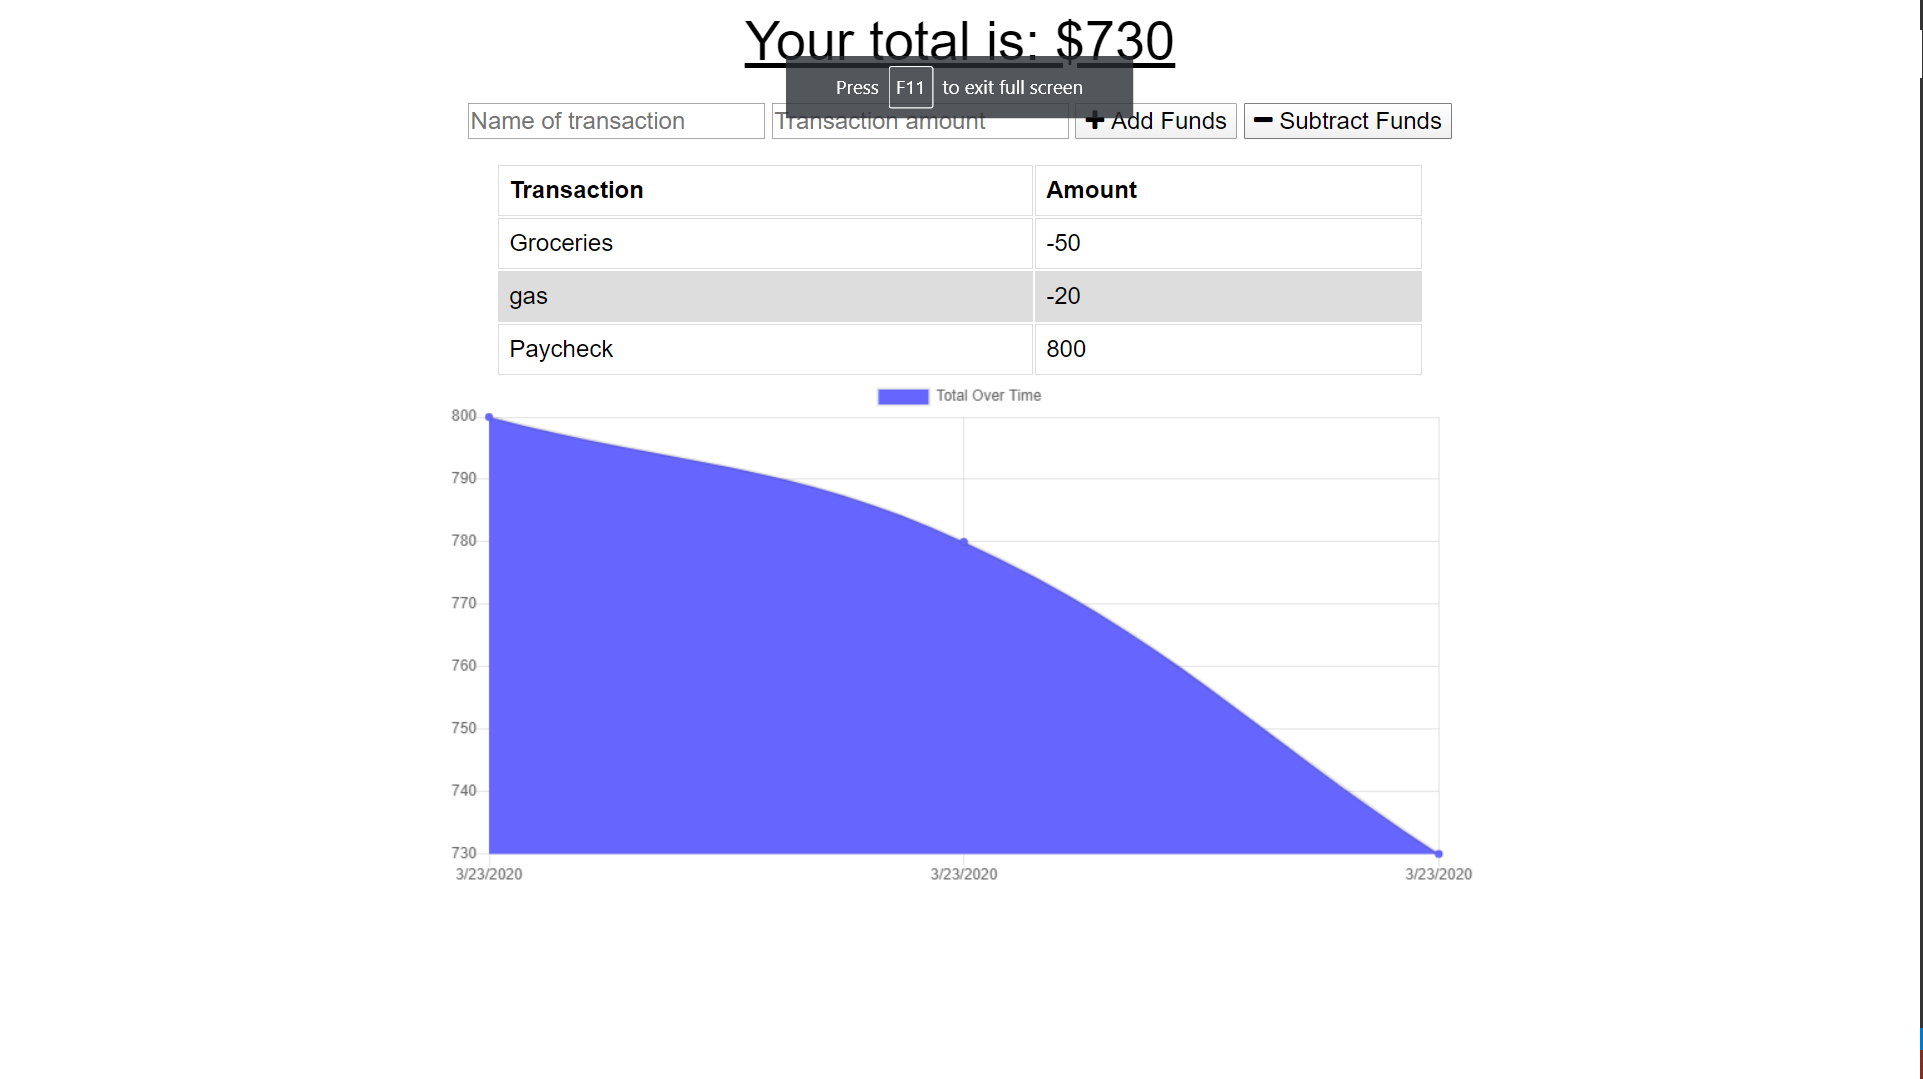 Your total is: $730
Press F11 to exit full screen
Name of transaction Transaction amount Add Funds Subtract Funds
Transaction Amount
Groceries -50
gas -20
Paycheck 800
Total Over Time
800
790
780
770
760
750
740
730
3/23/2020 3/23/2020 3/23/2020